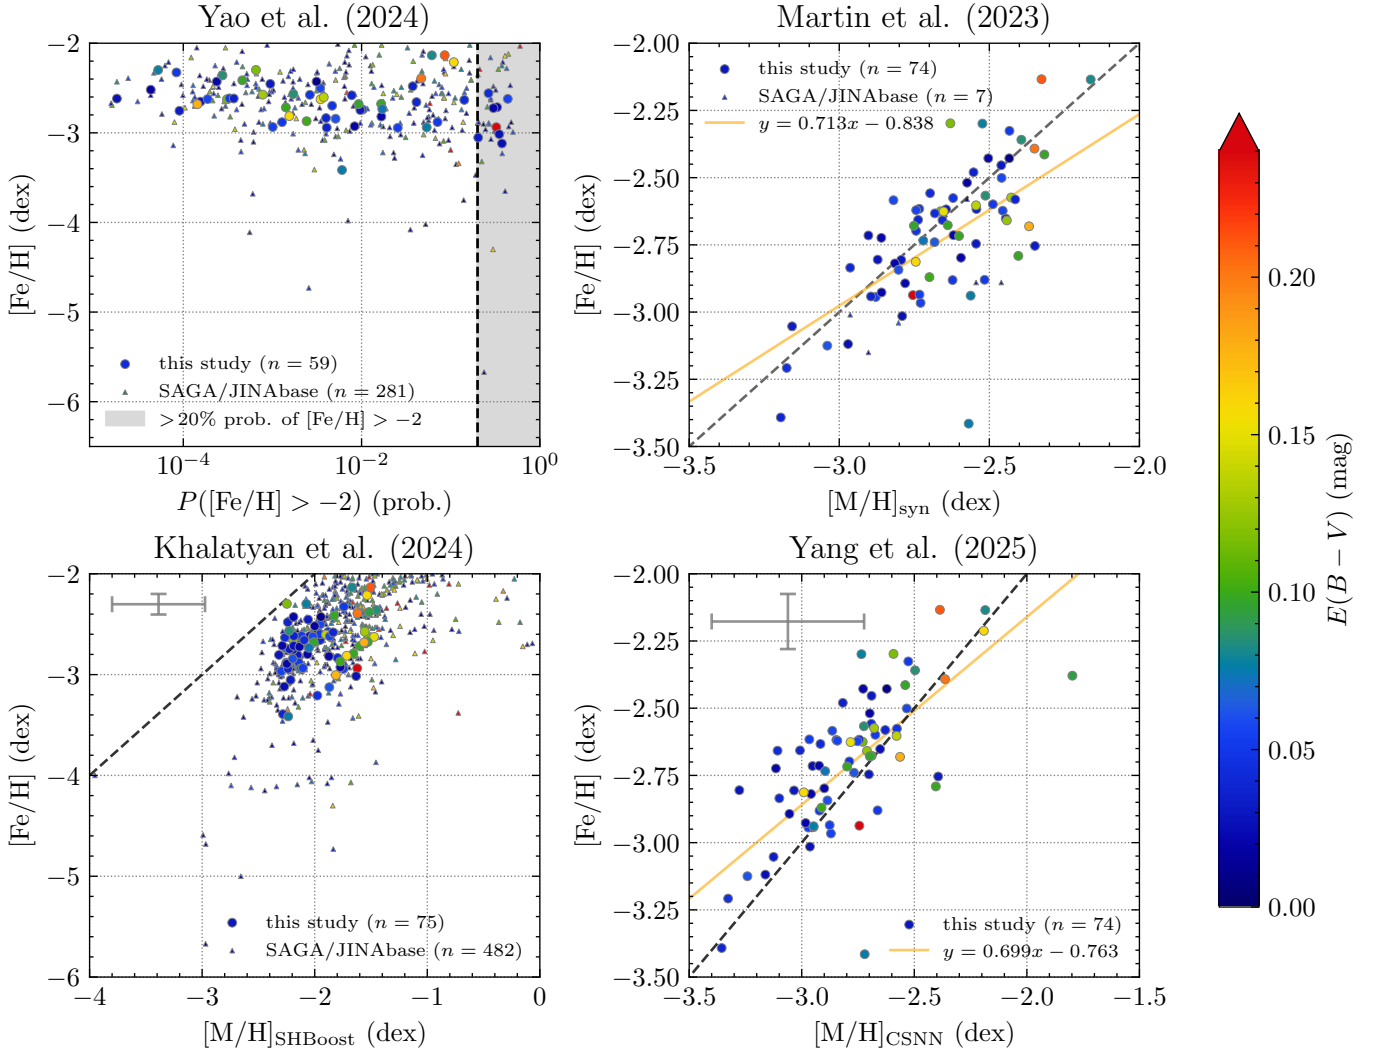 Yao et al. (2024)
−2
−3
−4
−5
−6
[Fe/H] (dex)
this study (n = 59)
SAGA/JINAbase (n = 281)
>20% prob. of [Fe/H] > −2
10⁻⁴
10⁻²
10⁰
P([Fe/H] > −2) (prob.)
Martin et al. (2023)
−2.00
−2.25
−2.50
−2.75
−3.00
−3.25
−3.50
[Fe/H] (dex)
this study (n = 74)
SAGA/JINAbase (n = 7)
y = 0.713x − 0.838
−3.5
−3.0
−2.5
−2.0
[M/H]syn (dex)
Khalatyan et al. (2024)
−2
−3
−4
−5
−6
[Fe/H] (dex)
this study (n = 75)
SAGA/JINAbase (n = 482)
−4
−3
−2
−1
0
[M/H]SHBoost (dex)
Yang et al. (2025)
−2.00
−2.25
−2.50
−2.75
−3.00
−3.25
−3.50
[Fe/H] (dex)
this study (n = 74)
y = 0.699x − 0.763
−3.5
−3.0
−2.5
−2.0
−1.5
[M/H]CSNN (dex)
0.20
0.15
0.10
0.05
0.00
E(B − V) (mag)